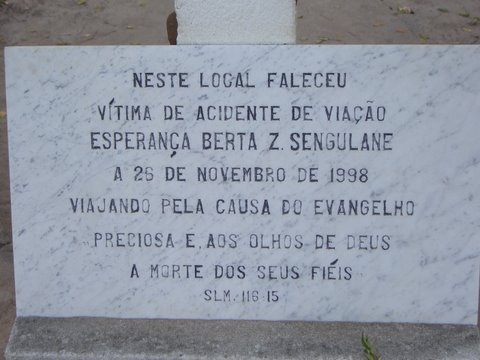 NESTE LOCAL FALECEU
VÍTIMA DE ACIDENTE DE VIAÇÃO
ESPERANÇA BERTA Z. SENGULANE
A 26 DE NOVEMBRO DE 1998
VIAJANDO PELA CAUSA DO EVANGELHO
PRECIOSA E, AOS OLHOS DE DEUS
A MORTE DOS SEUS FIÉIS
SLM. 116:15